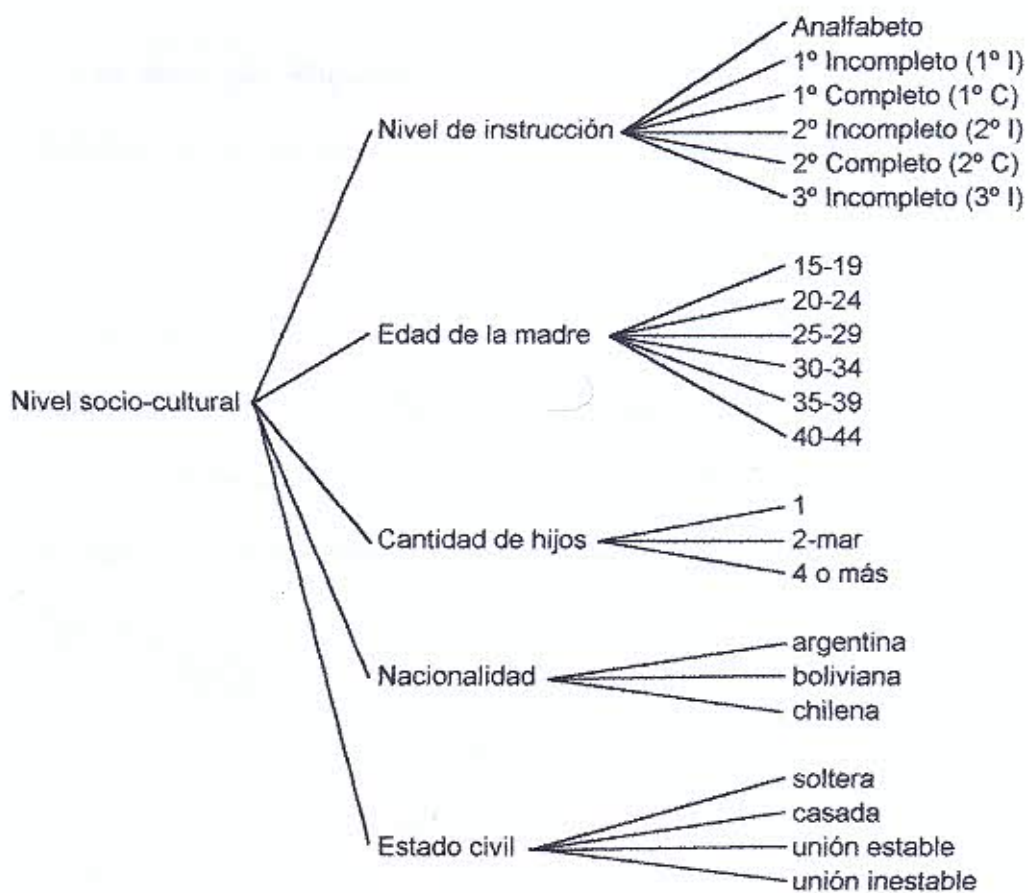 Nivel socio-cultural
Nivel de instrucción
Analfabeto
1º Incompleto (1º I)
1º Completo (1º C)
2º Incompleto (2º I)
2º Completo (2º C)
3º Incompleto (3º I)
Edad de la madre
15-19
20-24
25-29
30-34
35-39
40-44
Cantidad de hijos
1
2-mar
4 o más
Nacionalidad
argentina
boliviana
chilena
Estado civil
soltera
casada
unión estable
unión inestable